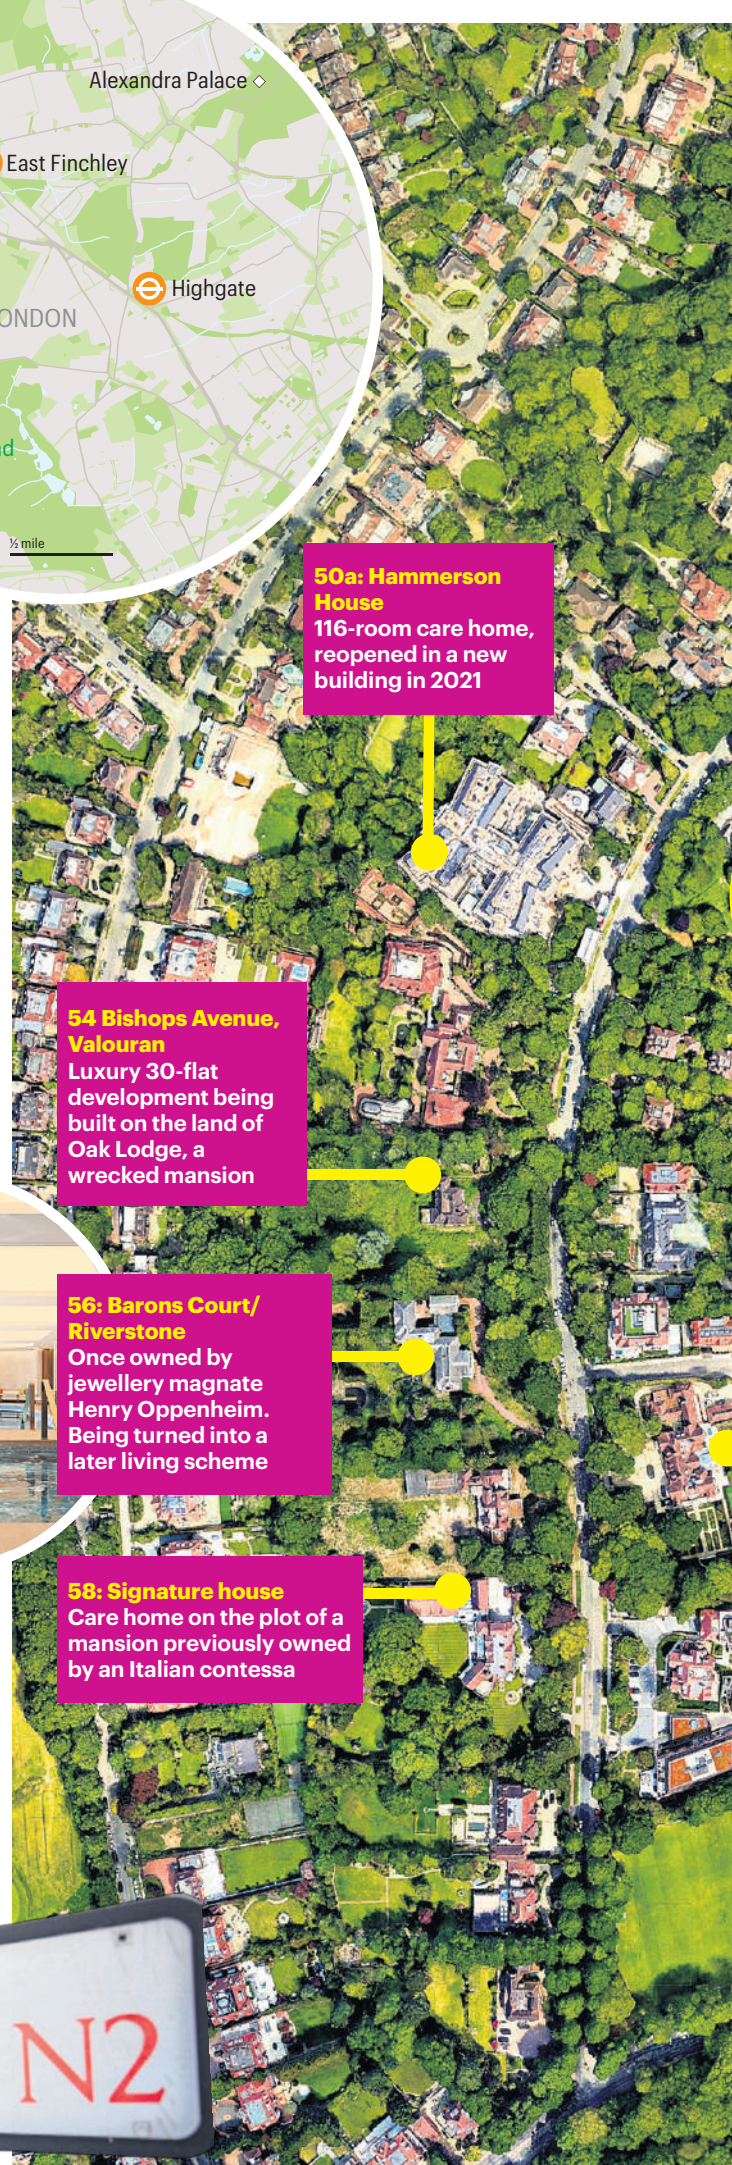 Alexandra Palace
East Finchley
Highgate
ONDON
d
½ mile
50a: Hammerson
House
116-room care home,
reopened in a new
building in 2021
54 Bishops Avenue,
Valouran
Luxury 30-flat
development being
built on the land of
Oak Lodge, a
wrecked mansion
56: Barons Court/
Riverstone
Once owned by
jewellery magnate
Henry Oppenheim.
Being turned into a
later living scheme
58: Signature house
Care home on the plot of a
mansion previously owned
by an Italian contessa
N2